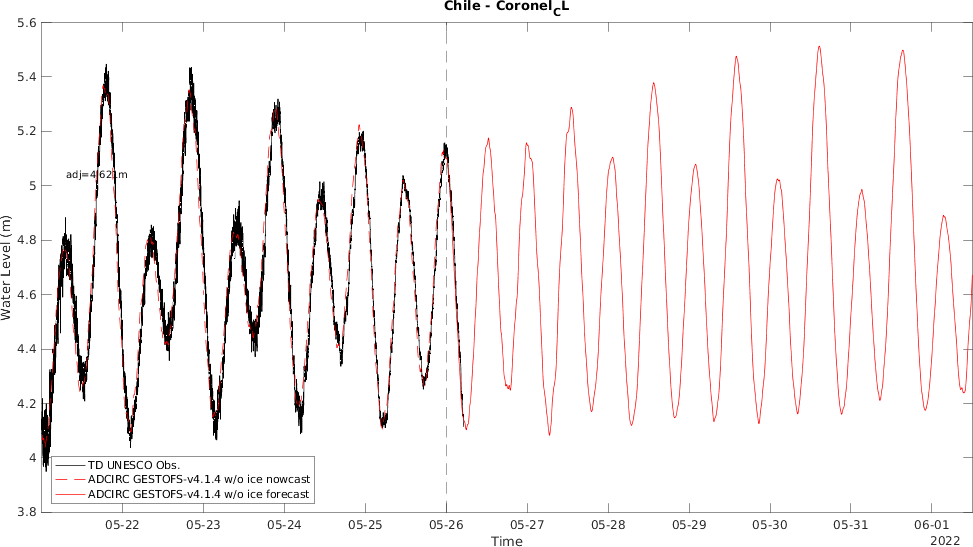 Chile - Coronel_CL
5.6
5.4
5.2
5
4.8
4.6
4.4
4.2
4
3.8
Water Level (m)
adj=4.621m
TD UNESCO Obs.
ADCIRC GESTOFS-v4.1.4 w/o ice nowcast
ADCIRC GESTOFS-v4.1.4 w/o ice forecast
05-22 05-23 05-24 05-25 05-26 05-27 05-28 05-29 05-30 05-31 06-01
Time
2022